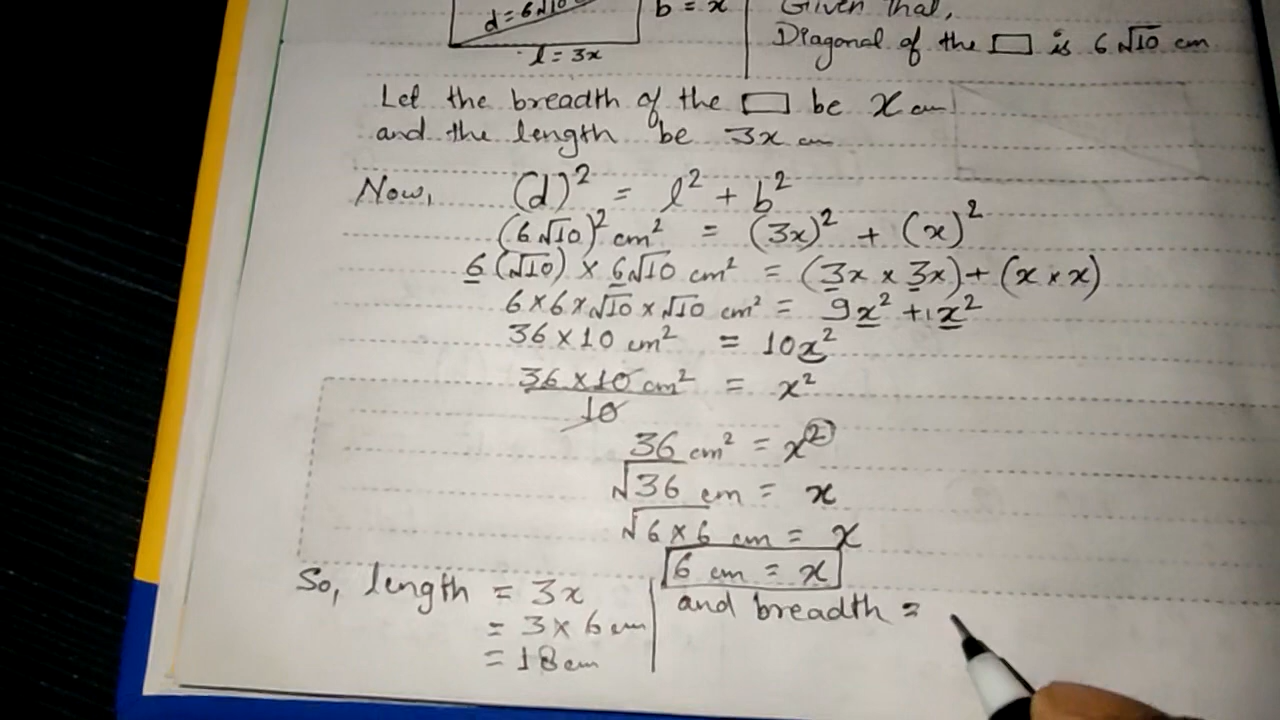 d=6√10
b = x
l = 3x
Given that,
Diagonal of the ▭ is 6√10 cm
Let the breadth of the ▭ be x cm
and the length be 3x cm
Now, (d)² = l² + b²
(6√10)² cm² = (3x)² + (x)²
6(√10) × 6√10 cm² = (3x × 3x) + (x × x)
6×6×√10×√10 cm² = 9x² + 1x²
36×10 cm² = 10x²
36×10 cm²/10 = x²
36 cm² = x²
√36 cm = x
√6×6 cm = x
6 cm = x
So, length = 3x
= 3×6 cm
= 18 cm
and breadth =